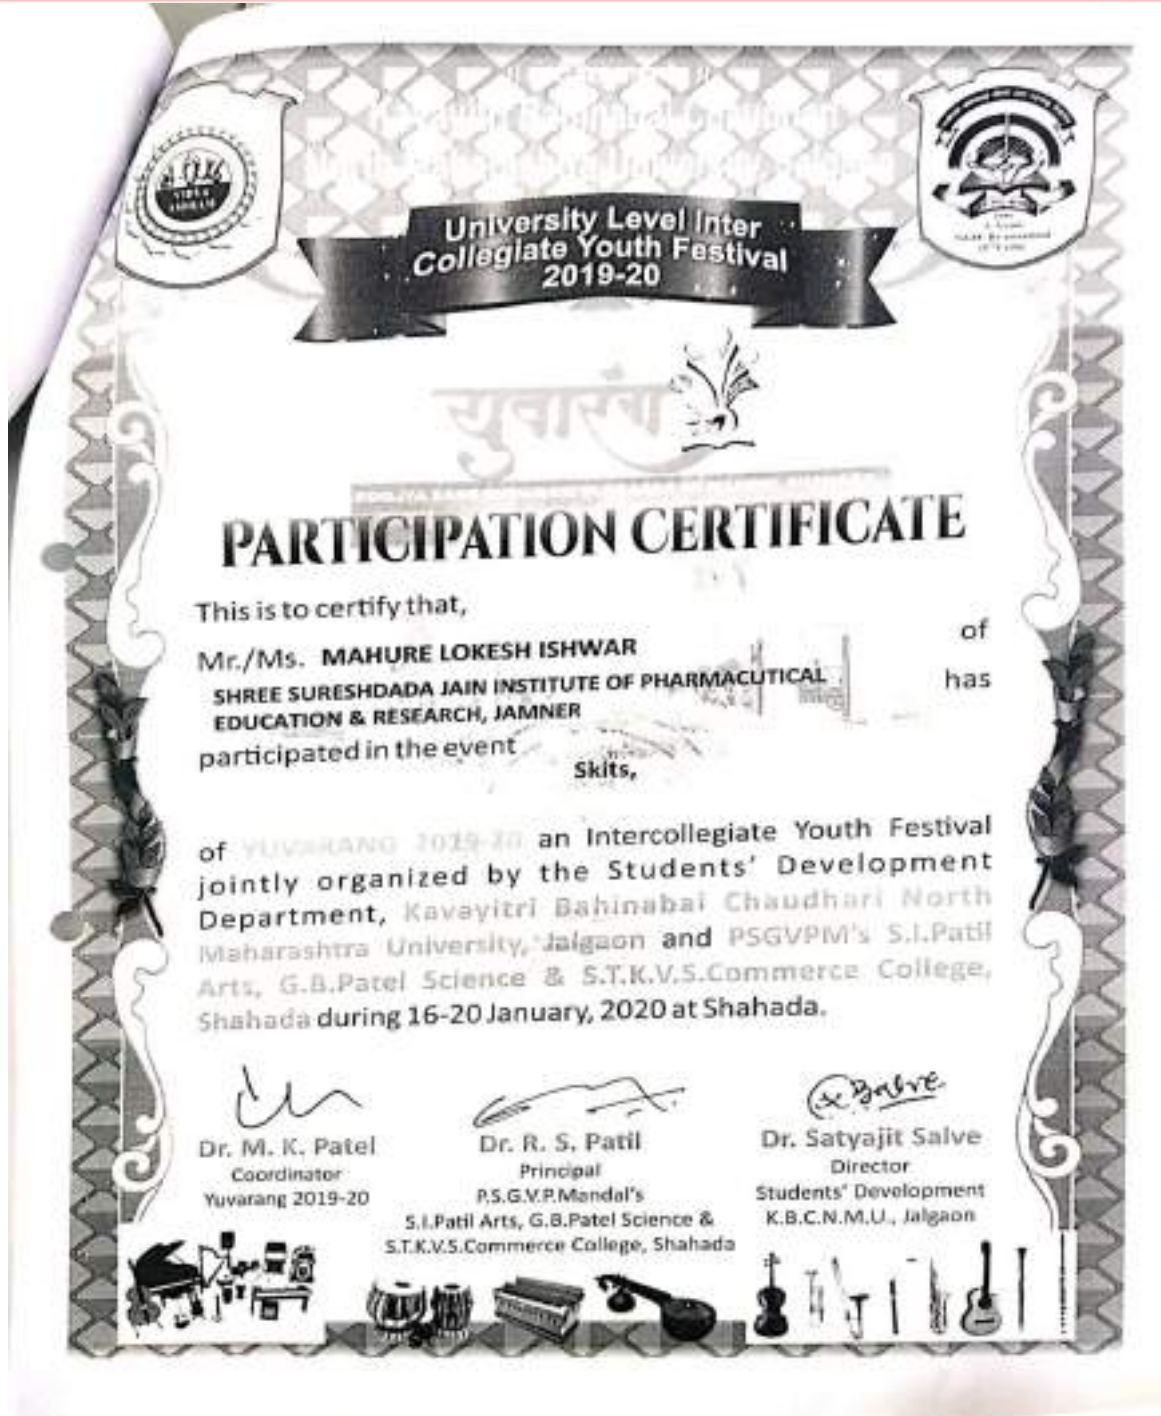 University Level Inter
Collegiate Youth Festival
2019-20
युवारंग
PARTICIPATION CERTIFICATE
This is to certify that,
Mr./Ms. MAHURE LOKESH ISHWAR of
SHREE SURESHDADA JAIN INSTITUTE OF PHARMACUTICAL has
EDUCATION & RESEARCH, JAMNER
participated in the event
Skits,
of YUVARANG 2019-20 an Intercollegiate Youth Festival
jointly organized by the Students' Development
Department, Kavayitri Bahinabai Chaudhari North
Maharashtra University, Jalgaon and PSGVPM's S.I.Patil
Arts, G.B.Patel Science & S.T.K.V.S.Commerce College,
Shahada during 16-20 January, 2020 at Shahada.
Dr. M. K. Patel
Coordinator
Yuvarang 2019-20
Dr. R. S. Patil
Principal
P.S.G.V.P.Mandal's
S.I.Patil Arts, G.B.Patel Science &
S.T.K.V.S.Commerce College, Shahada
Salve
Dr. Satyajit Salve
Director
Students' Development
K.B.C.N.M.U., Jalgaon